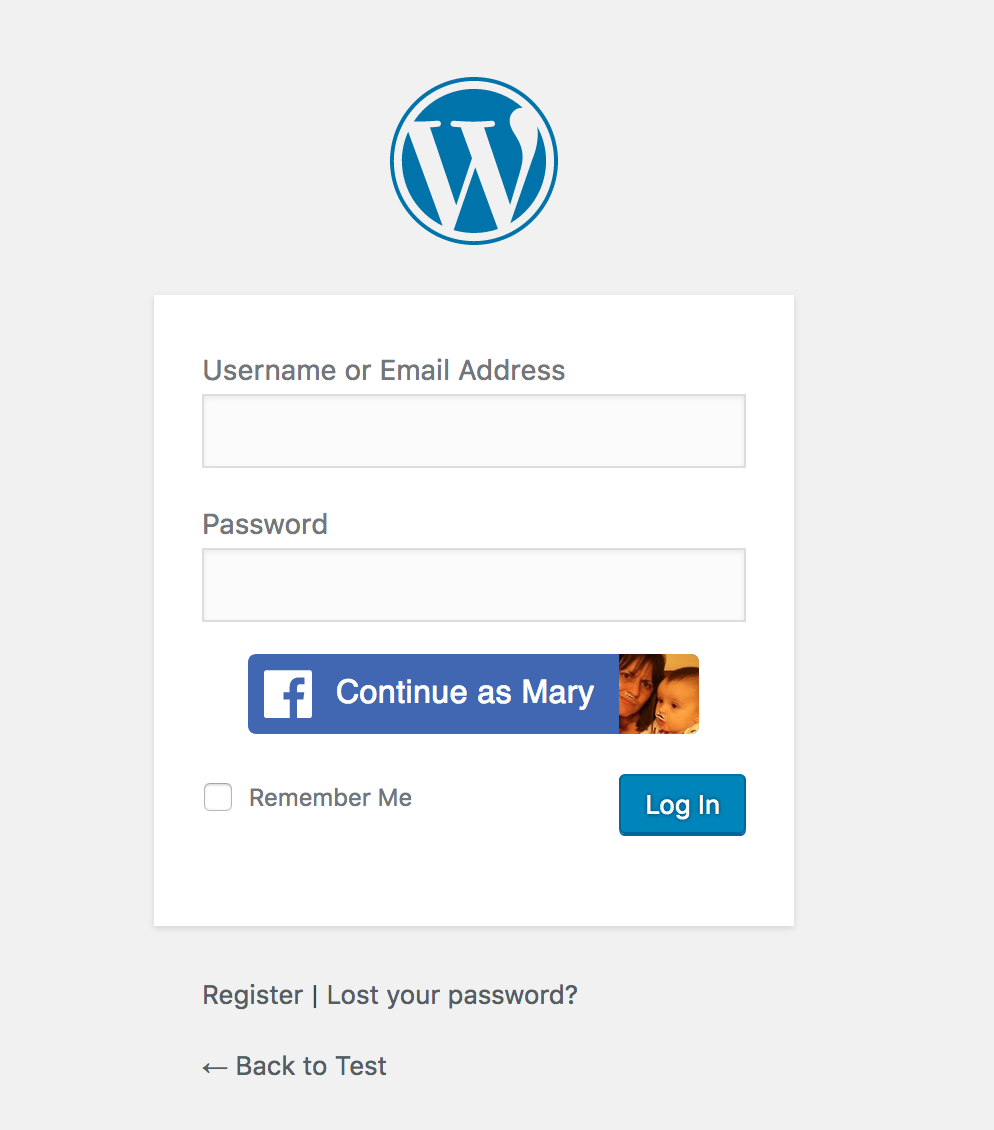 Username or Email Address
Password
Continue as Mary
Remember Me
Log In
Register | Lost your password?
← Back to Test